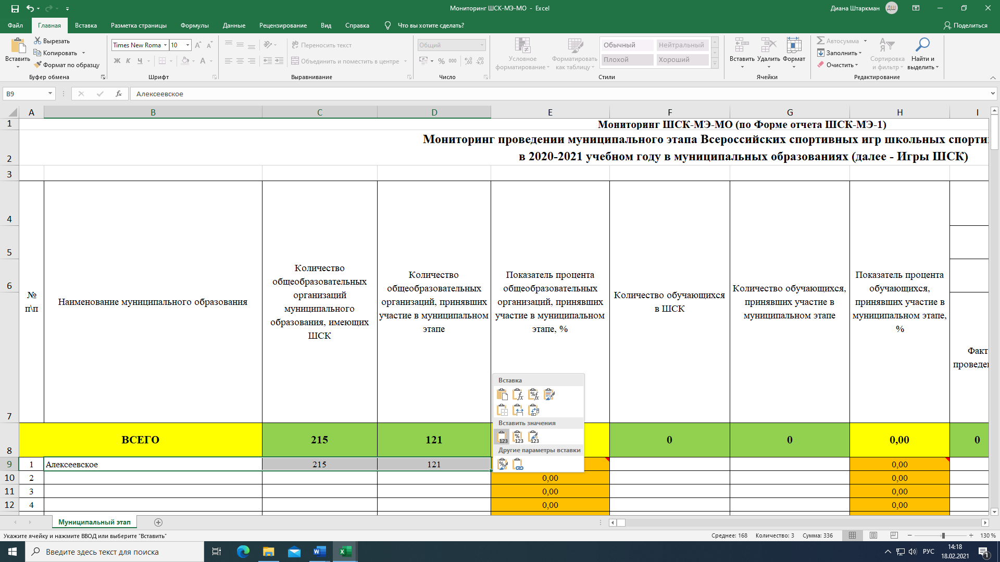 Мониторинг ШСК-МЭ-МО - Excel
Диана Штаркман ДШ
Файл Главная Вставка Разметка страницы Формулы Данные Рецензирование Вид Справка Что вы хотите сделать? Поделиться
Вставить
Вырезать
Копировать
Формат по образцу
Буфер обмена
Times New Roma 10
Ж К Ч
Шрифт
Переносить текст
Объединить и поместить в центре
Выравнивание
Общий
% 000
Число
Условное
форматирование
Форматировать
как таблицу
Обычный Нейтральный
Плохой Хороший
Стили
Вставить Удалить Формат
Ячейки
Автосумма
Заполнить
Очистить
Сортировка
и фильтр
Найти и
выделить
Редактирование
B9 fx Алексеевское
A B C D E F G H I
1 Мониторинг ШСК-МЭ-МО (по Форме отчета ШСК-МЭ-1)
Мониторинг проведении муниципального этапа Всероссийских спортивных игр школьных спорти
2 в 2020-2021 учебном году в муниципальных образованиях (далее - Игры ШСК)
3
4
5
6
7
№
п\п
Наименование муниципального образования
Количество
общеобразовательных
организаций
муниципального
образования, имеющих
ШСК
Количество
общеобразовательных
организаций, принявших
участие в муниципальном
этапе
Показатель процента
общеобразовательных
организаций, принявших
участие в муниципальном
этапе, %
Количество обучающихся
в ШСК
Количество обучающихся,
принявших участие в
муниципальном этапе
Показатель процента
обучающихся,
принявших участие в
муниципальном этапе,
%
Факт
проведе
Вставка
Вставить значения
Другие параметры вставки
8 ВСЕГО 215 121 0 0 0,00 0
9 1 Алексеевское 215 121 0,00
10 2 0,00 0,00
11 3 0,00 0,00
12 4 0,00 0,00
Муниципальный этап
Укажите ячейку и нажмите ВВОД или выберите "Вставить"
Среднее: 168 Количество: 3 Сумма: 336 130 %
Введите здесь текст для поиска
РУС
14:18
18.02.2021
1